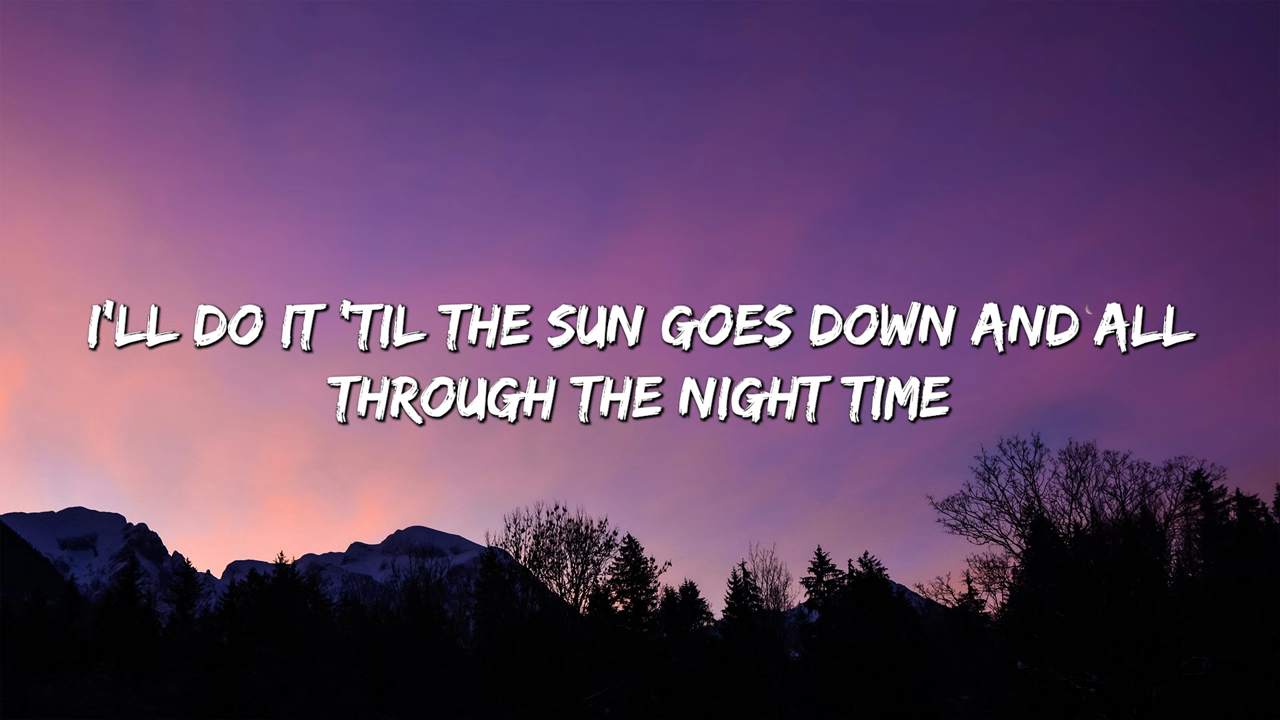 I'LL DO IT 'TIL THE SUN GOES DOWN AND ALL
THROUGH THE NIGHT TIME